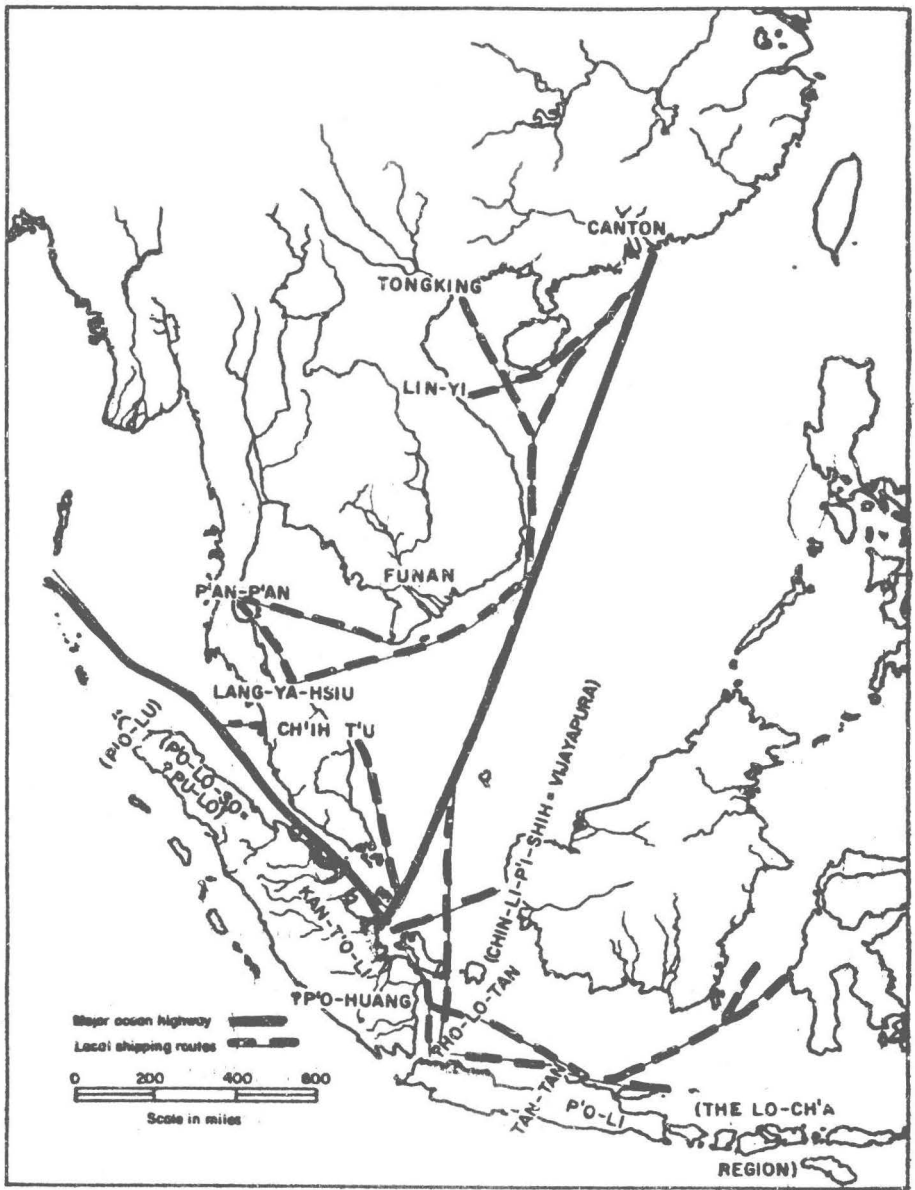 CANTON
TONGKING
LIN-YI
FUNAN
P'AN-P'AN
LANG-YA-HSIU
CH'IH T'U
(P'O-LU)
(P'O-LO-SO.
?PU-LO)
KAN-T'O-LI
(CHIN-LI-P'I-SHIH = VIJAYAPURA)
?P'O-HUANG
?HO-LO-TAN
TAN-TAN
P'O-LI
(THE LO-CH'A
REGION)
Major ocean highway
Local shipping routes
0 200 400 600 800
Scale in miles